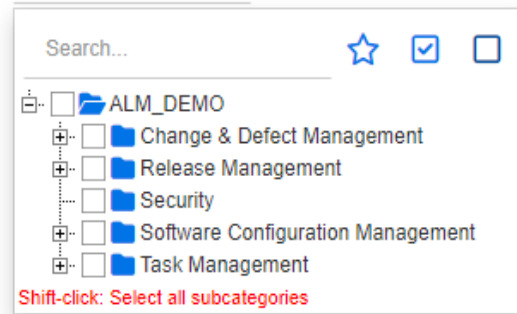 Search...
ALM_DEMO
Change & Defect Management
Release Management
Security
Software Configuration Management
Task Management
Shift-click: Select all subcategories